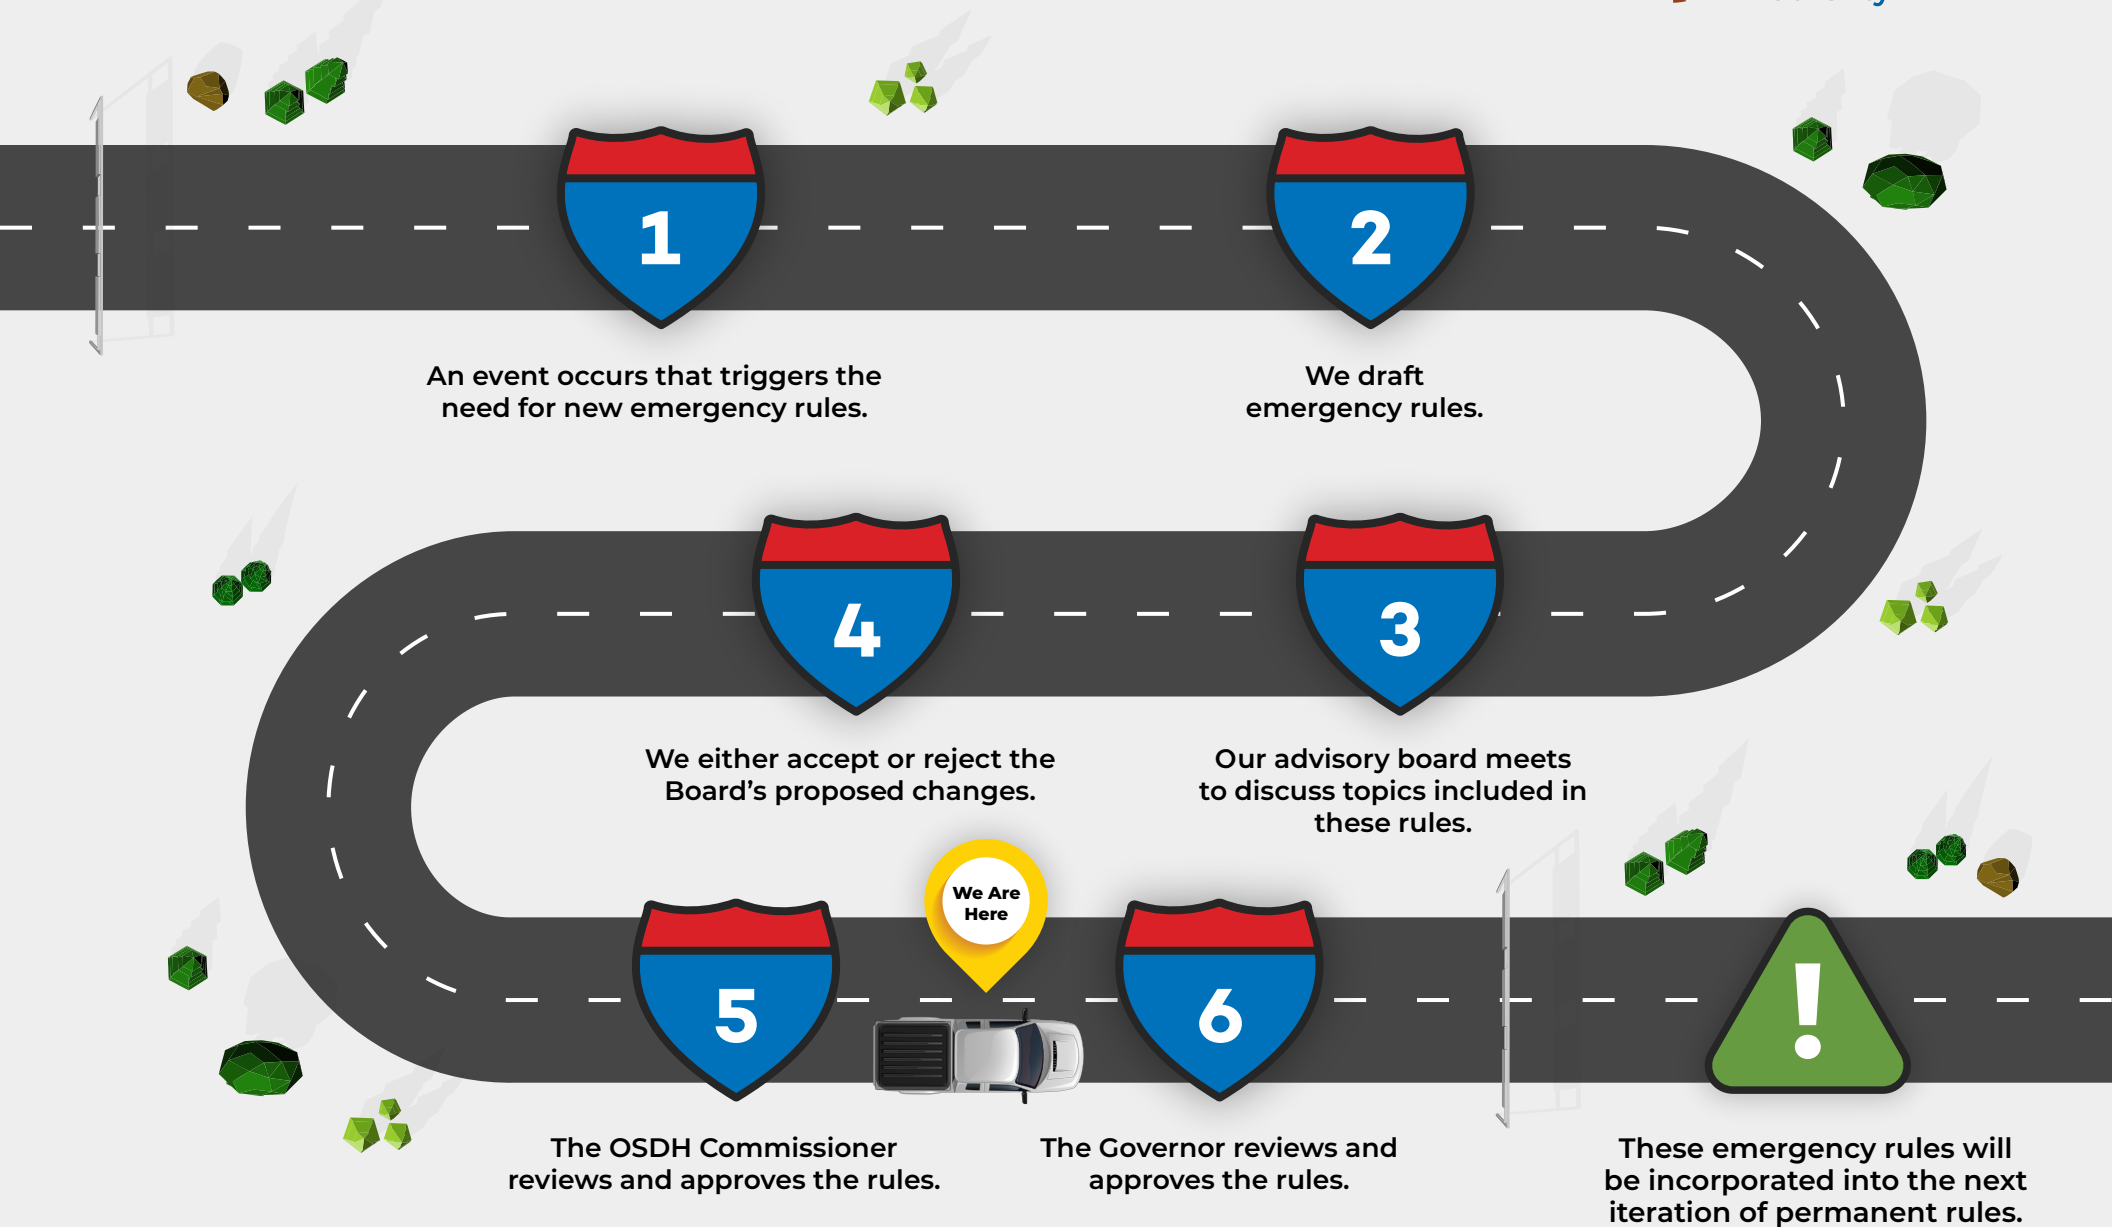 1
An event occurs that triggers the
need for new emergency rules.
2
We draft
emergency rules.
3
Our advisory board meets
to discuss topics included in
these rules.
4
We either accept or reject the
Board's proposed changes.
5
The OSDH Commissioner
reviews and approves the rules.
We Are
Here
6
The Governor reviews and
approves the rules.
!
These emergency rules will
be incorporated into the next
iteration of permanent rules.